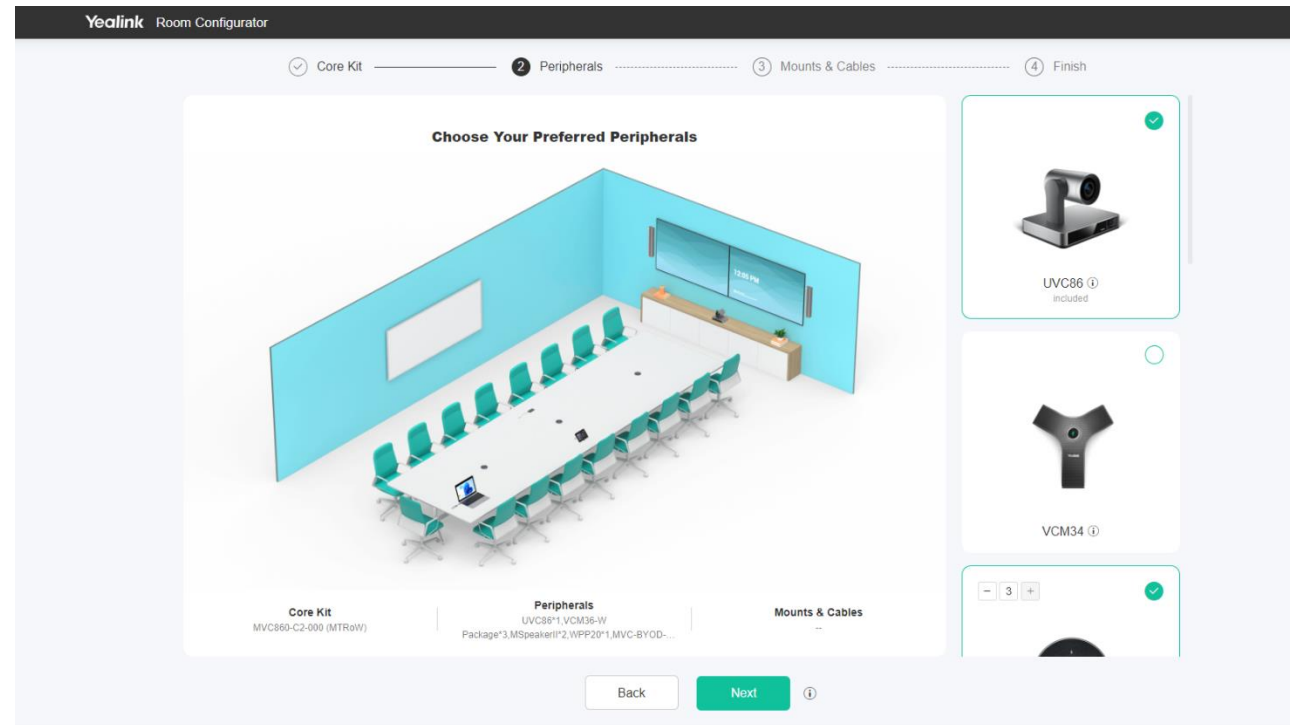 Yealink Room Configurator
Core Kit
2 Peripherals
3 Mounts & Cables
4 Finish
Choose Your Preferred Peripherals
12:05 PM
UVC86
included
VCM34
- 3 +
Core Kit
MVC860-C2-000 (MTRoW)
Peripherals
UVC86*1,VCM36-W
Package*3,MSpeakerII*2,WPP20*1,MVC-BYOD-...
Mounts & Cables
--
Back
Next